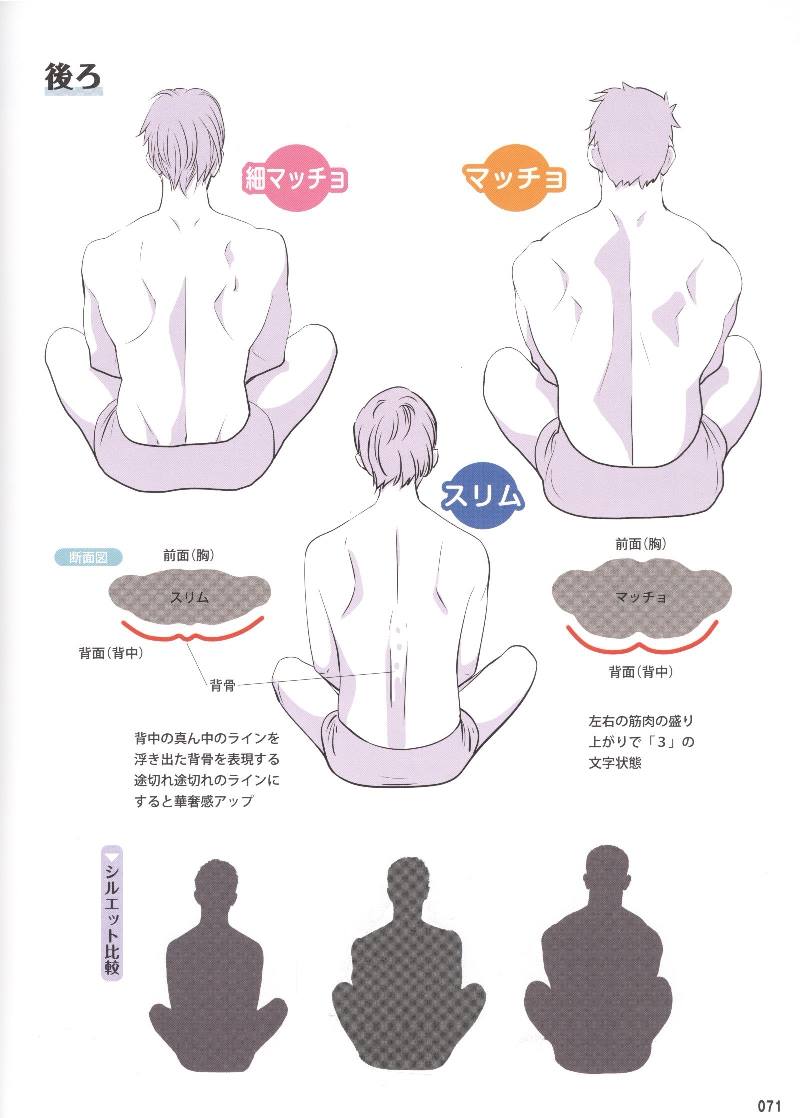 後ろ
細マッチョ
マッチョ
スリム
断面図
前面（胸）
スリム
背面（背中）
背骨
前面（胸）
マッチョ
背面（背中）
背中の真ん中のラインを
浮き出た背骨を表現する
途切れ途切れのラインに
すると華奢感アップ
左右の筋肉の盛り
上がりで「３」の
文字状態
シルエット比較
071